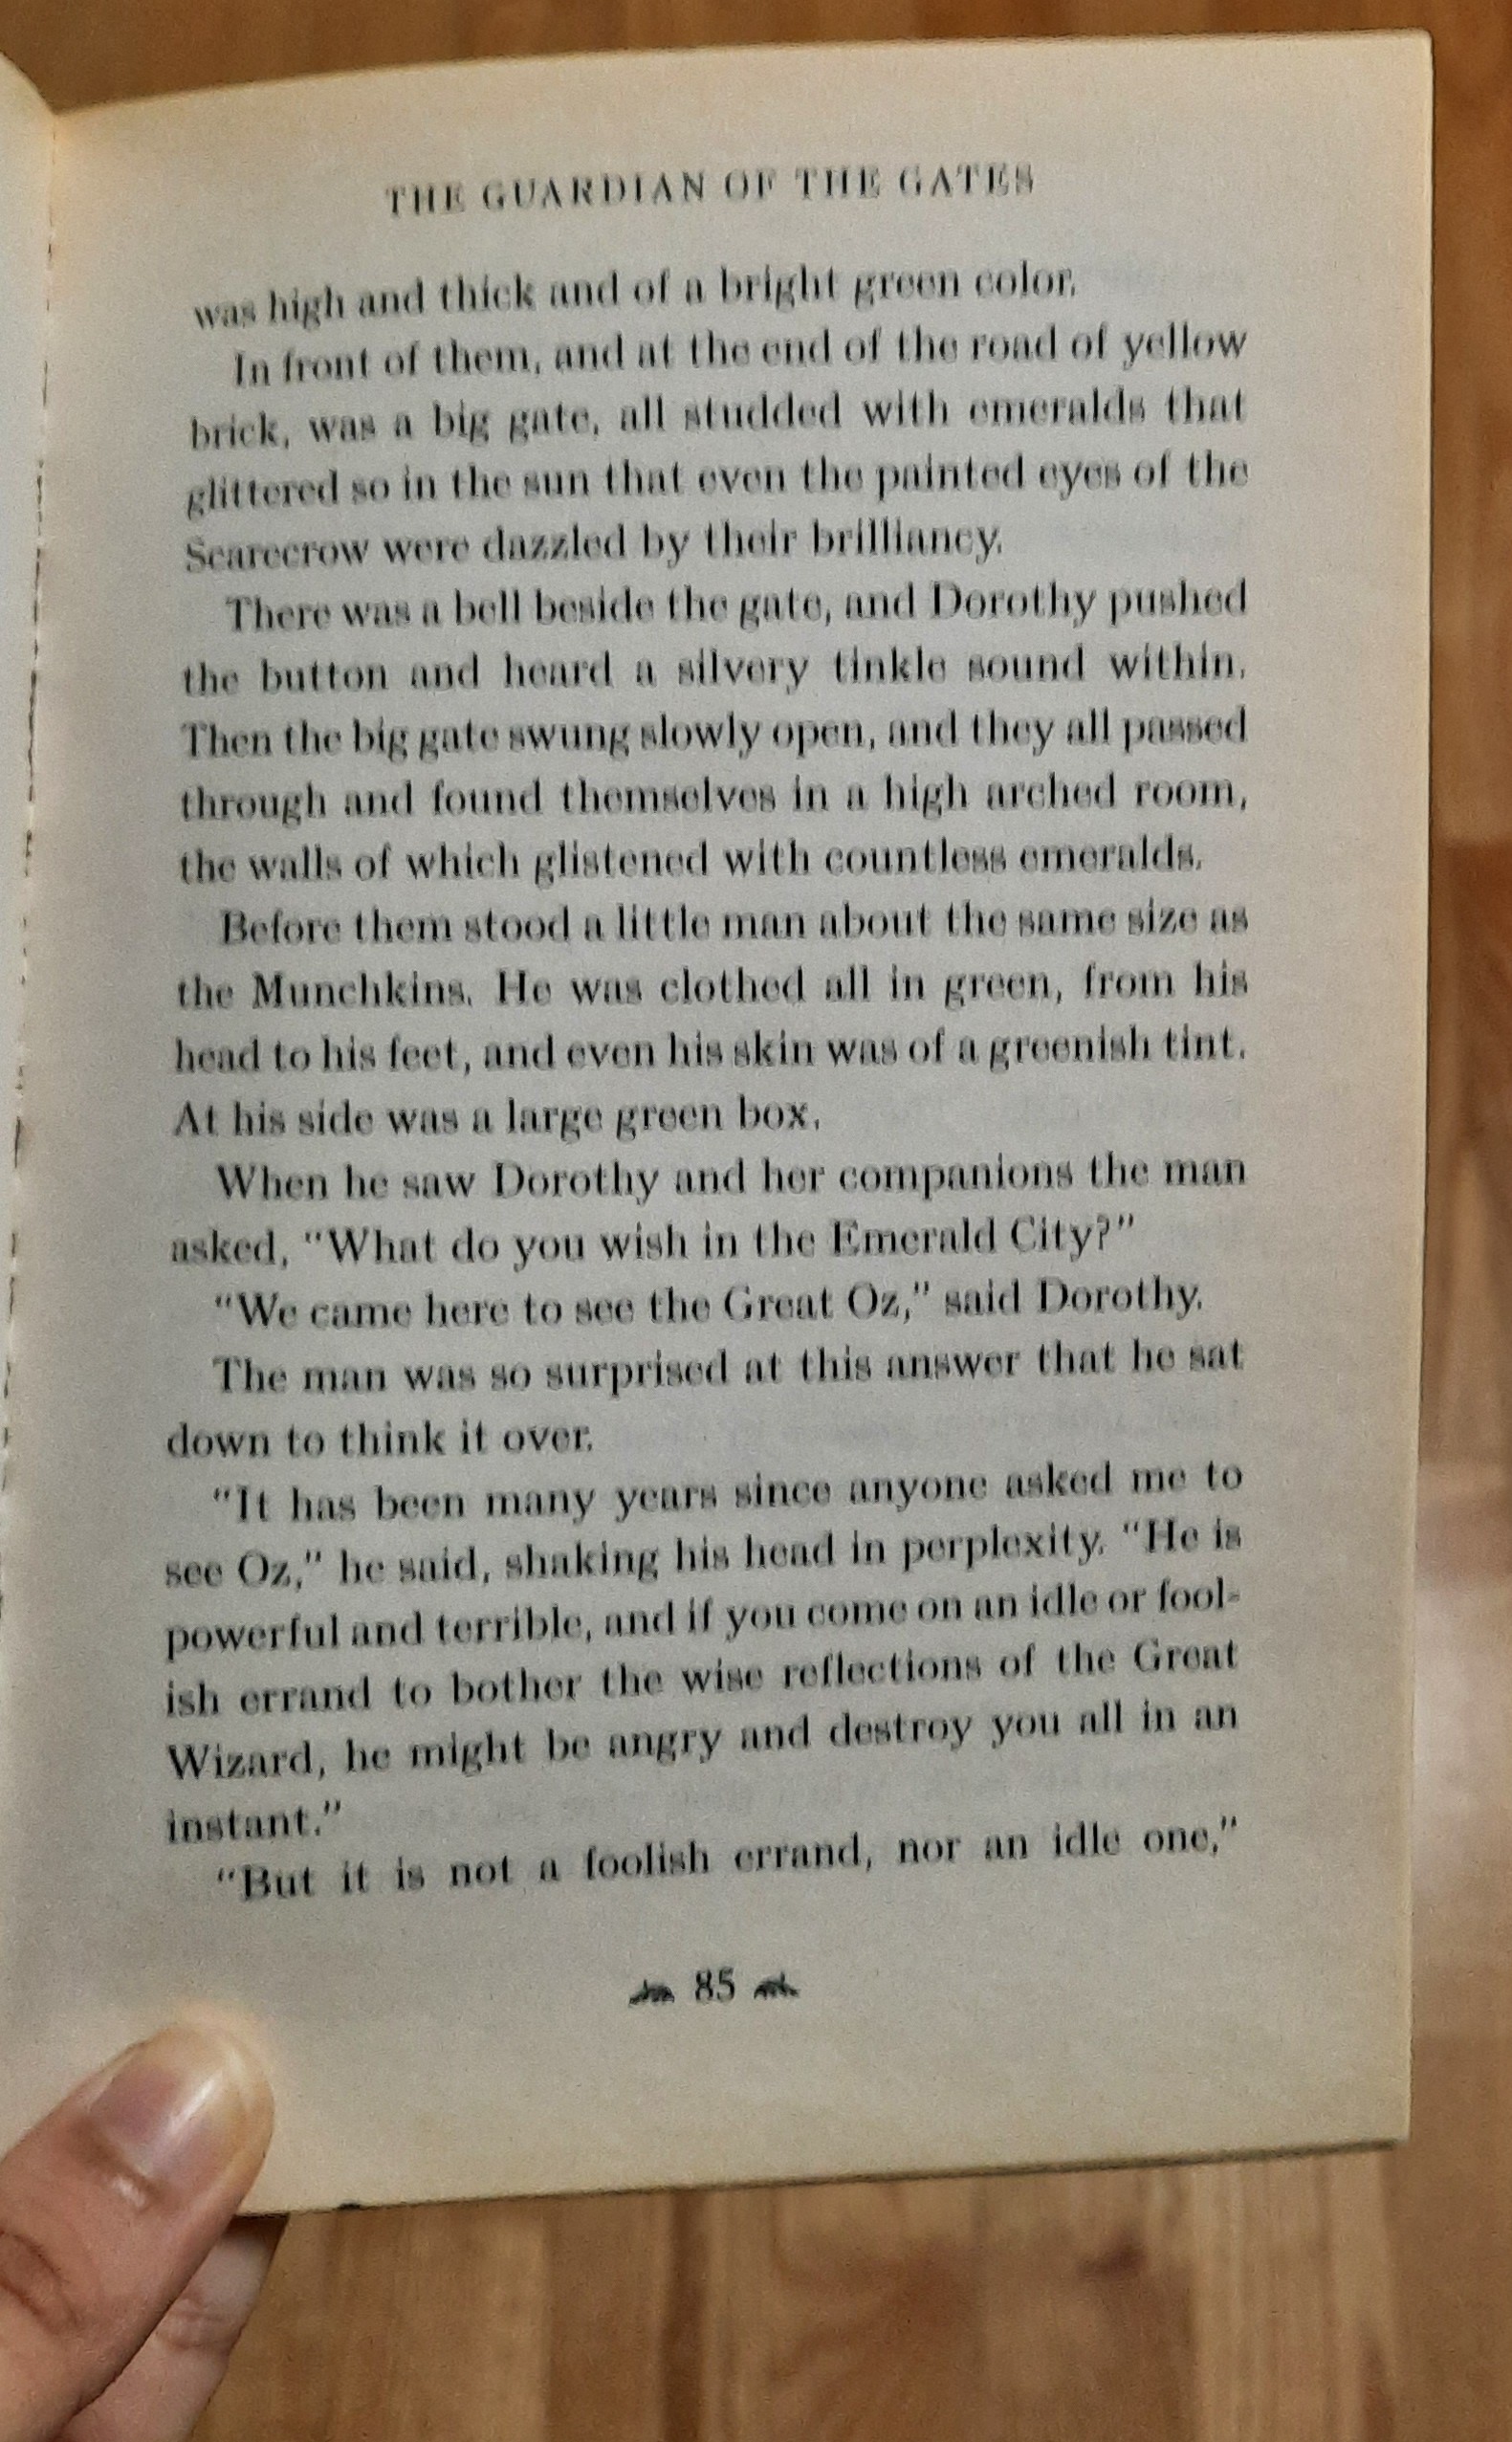 THE GUARDIAN OF THE GATES
was high and thick and of a bright green color.
In front of them, and at the end of the road of yellow
brick, was a big gate, all studded with emeralds that
glittered so in the sun that even the painted eyes of the
Scarecrow were dazzled by their brilliancy.
There was a bell beside the gate, and Dorothy pushed
the button and heard a silvery tinkle sound within.
Then the big gate swung slowly open, and they all passed
through and found themselves in a high arched room,
the walls of which glistened with countless emeralds.
Before them stood a little man about the same size as
the Munchkins. He was clothed all in green, from his
head to his feet, and even his skin was of a greenish tint.
At his side was a large green box.
When he saw Dorothy and her companions the man
asked, "What do you wish in the Emerald City?"
"We came here to see the Great Oz," said Dorothy.
The man was so surprised at this answer that he sat
down to think it over.
"It has been many years since anyone asked me to
see Oz," he said, shaking his head in perplexity. "He is
powerful and terrible, and if you come on an idle or fool-
ish errand to bother the wise reflections of the Great
Wizard, he might be angry and destroy you all in an
instant."
"But it is not a foolish errand, nor an idle one,"
85